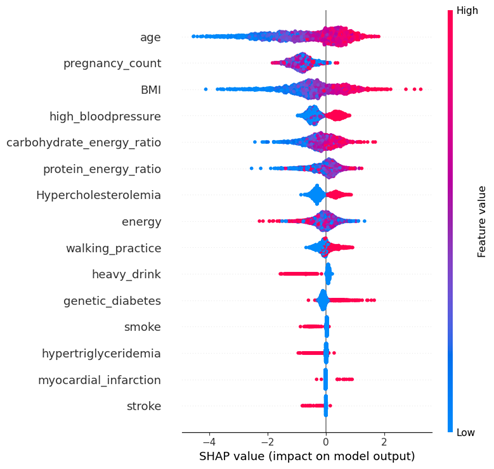 High
age
pregnancy_count
BMI
high_bloodpressure
carbohydrate_energy_ratio
protein_energy_ratio
Hypercholesterolemia
energy
walking_practice
heavy_drink
genetic_diabetes
smoke
hypertriglyceridemia
myocardial_infarction
stroke
Feature value
Low
−4 −2 0 2
SHAP value (impact on model output)